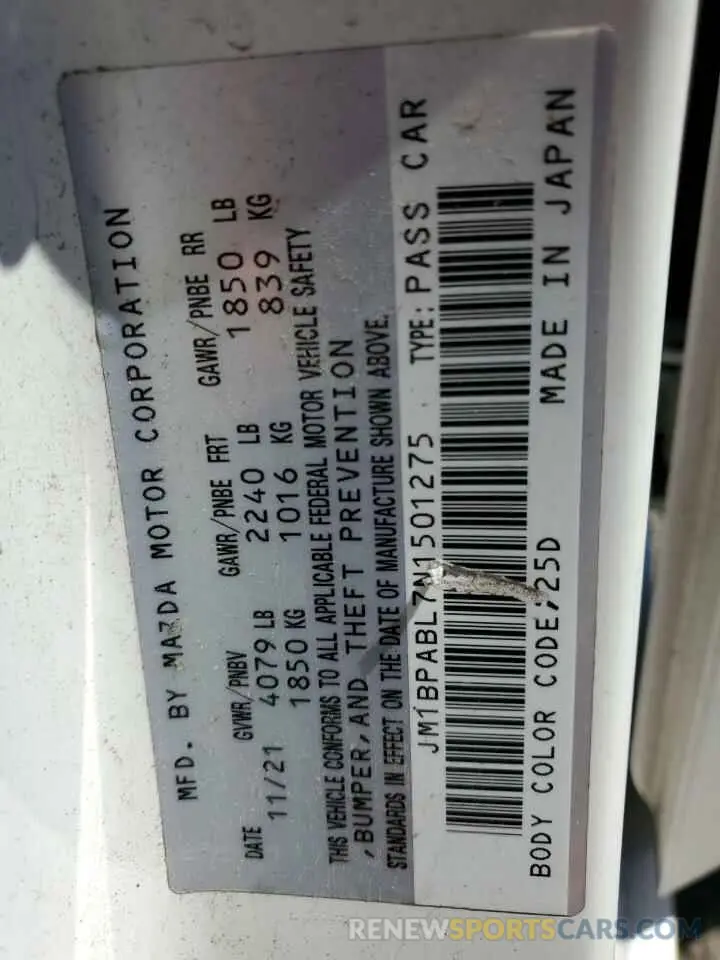 MFD. BY MAZDA MOTOR CORPORATION
DATE GVWR/PNBV GAWR/PNBE FRT GAWR/PNBE RR
11/21 4079 LB 2240 LB 1850 LB
1850 KG 1016 KG 839 KG
THIS VEHICLE CONFORMS TO ALL APPLICABLE FEDERAL MOTOR VEHICLE SAFETY
,BUMPER,AND THEFT PREVENTION
STANDARDS IN EFFECT ON THE DATE OF MANUFACTURE SHOWN ABOVE.
JM1BPABL7N1501275 TYPE: PASS CAR
BODY COLOR CODE:25D MADE IN JAPAN
RENEWSPORTSCARS.COM